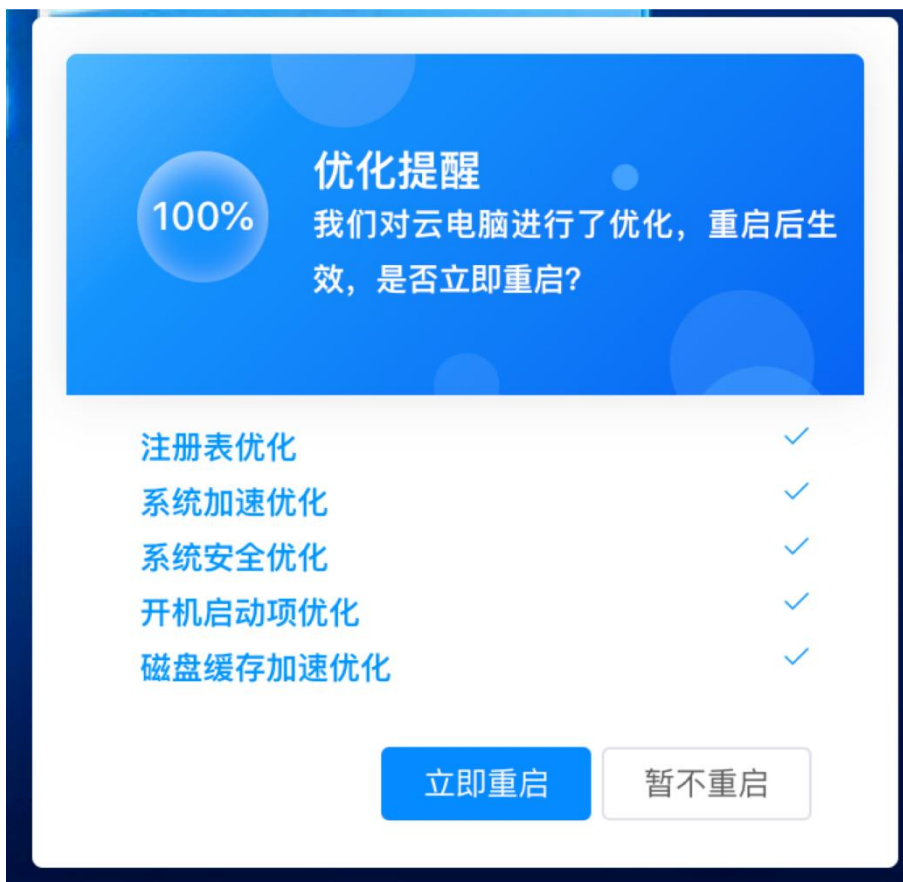 优化提醒
100%
我们对云电脑进行了优化，重启后生
效，是否立即重启?
注册表优化
系统加速优化
系统安全优化
开机启动项优化
磁盘缓存加速优化
立即重启
暂不重启